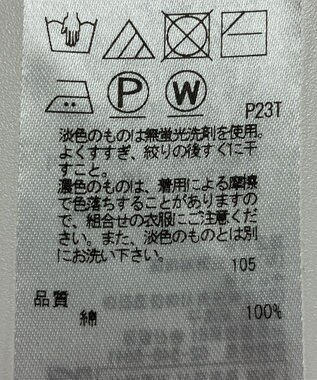 P W
P23T
淡色のものは無蛍光洗剤を使用。
よくすすぎ、絞りの後すぐに干
すこと。
濃色のものは、着用による摩擦
で色落ちすることがありますの
で、組合せの衣服にご注意くだ
さい。また、淡色のものとは別
にお洗い下さい。
105
品質
綿 100%